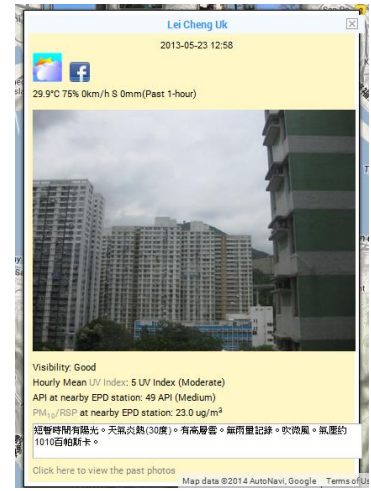 Lei Cheng Uk
2013-05-23 12:58
29.9°C 75% 0km/h S 0mm(Past 1-hour)
Visibility: Good
Hourly Mean UV Index: 5 UV Index (Moderate)
API at nearby EPD station: 49 API (Medium)
PM₁₀/RSP at nearby EPD station: 23.0 ug/m³
短暫時間有陽光。天氣炎熱(30度)。有高層雲。無雨量記錄。吹微風。氣壓約
1010百帕斯卡。
Click here to view the past photos
Map data ©2014 AutoNavi, Google Terms of Us